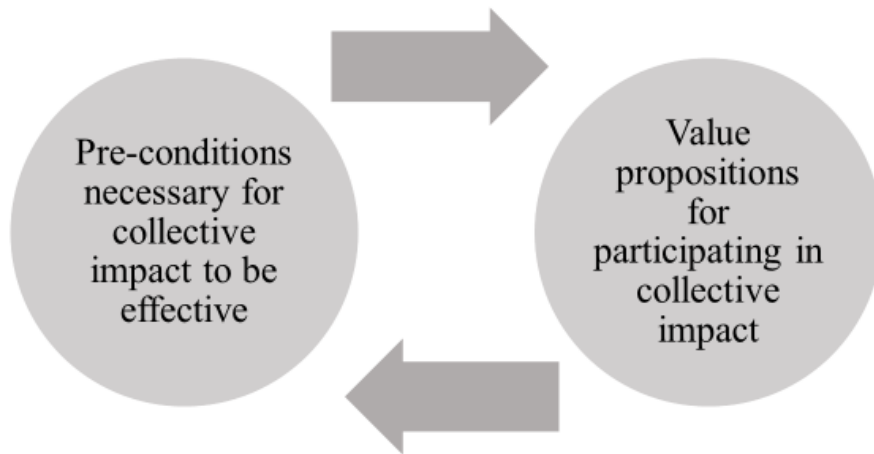 Pre-conditions
necessary for
collective
impact to be
effective
Value
propositions
for
participating in
collective
impact